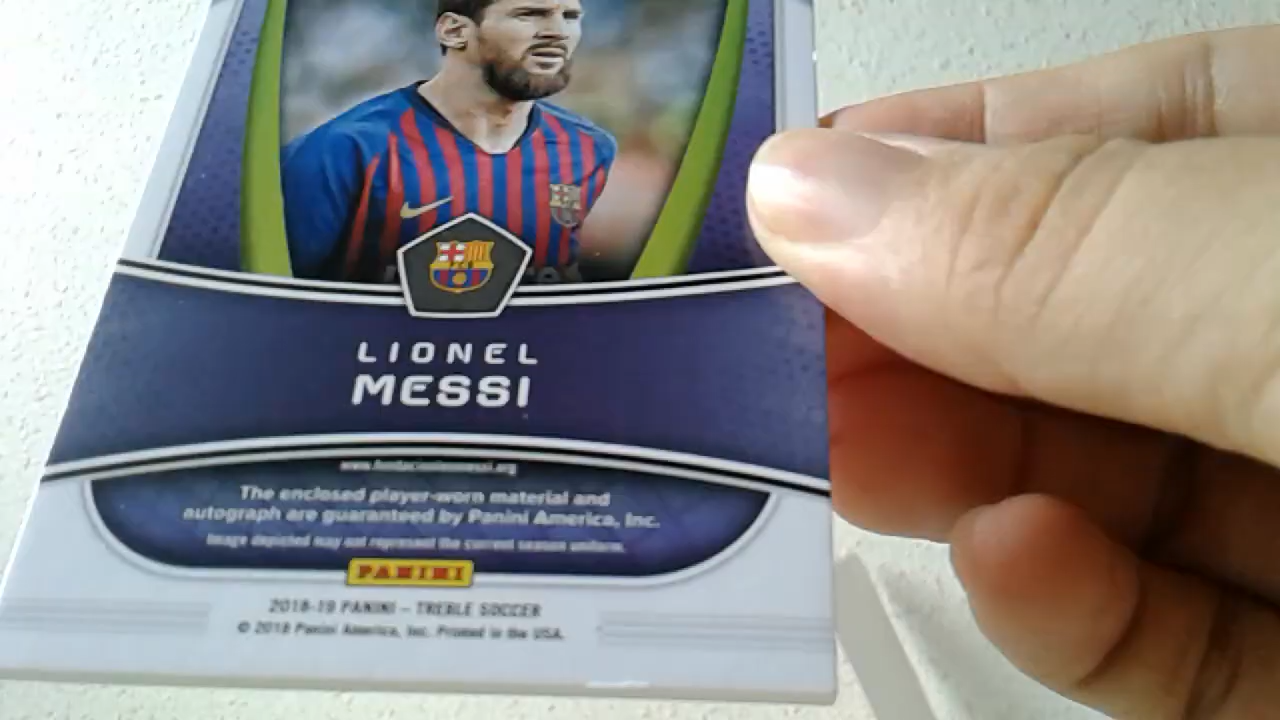 LIONEL
MESSI
www.fundacionleomessi.org
The enclosed player-worn material and
autograph are guaranteed by Panini America, Inc.
Image depicted may not represent the current season uniform.
PANINI
2018-19 PANINI – TREBLE SOCCER
© 2018 Panini America, Inc. Printed in the USA.